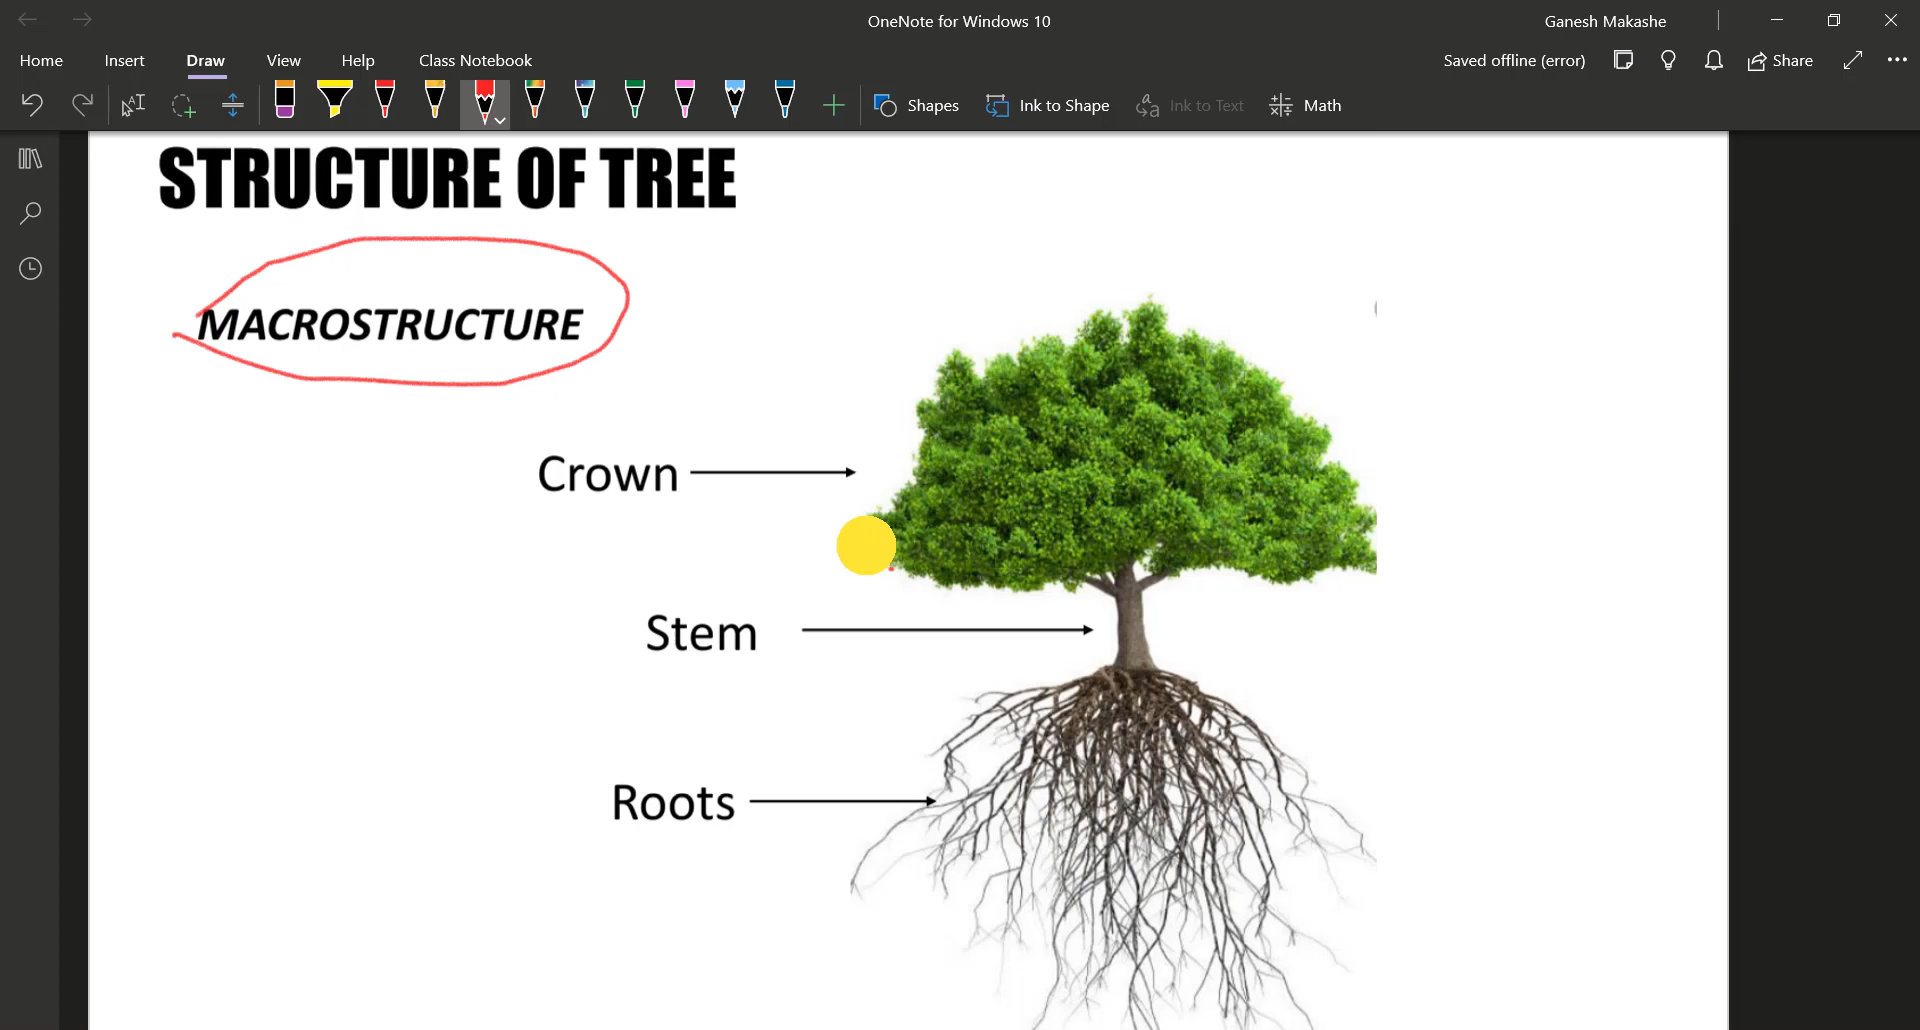 OneNote for Windows 10
Ganesh Makashe
Home Insert Draw View Help Class Notebook
Saved offline (error) Share
Shapes Ink to Shape Ink to Text Math
STRUCTURE OF TREE
MACROSTRUCTURE
Crown
Stem
Roots